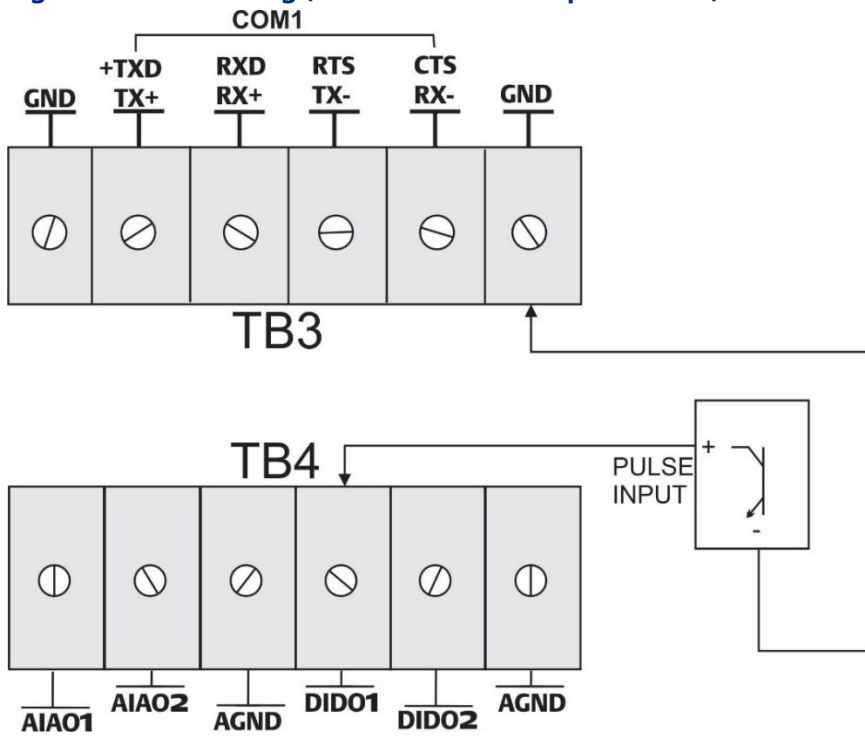 COM1
+TXD RXD RTS CTS
GND TX+ RX+ TX- RX- GND
TB3
TB4
+
PULSE
INPUT
-
AIAO1 AIAO2 AGND DIDO1 DIDO2 AGND